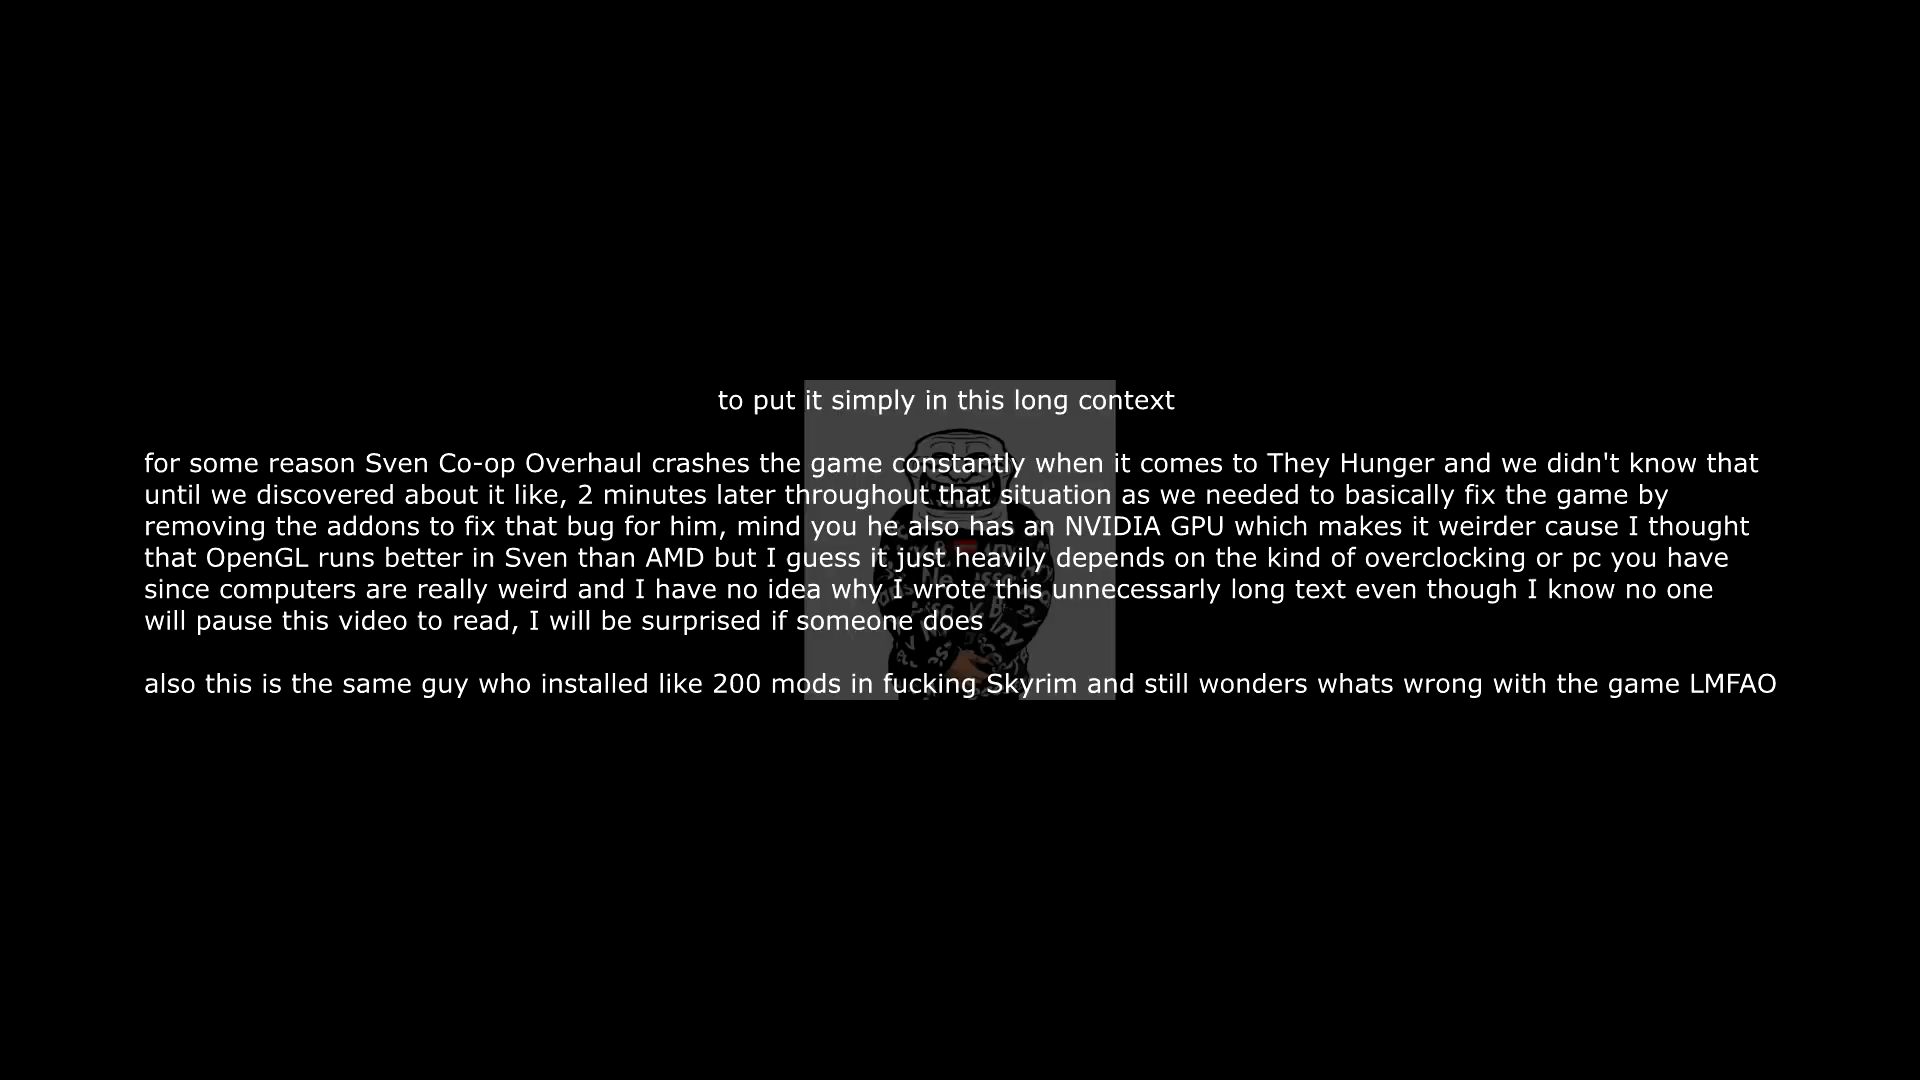 to put it simply in this long context
for some reason Sven Co-op Overhaul crashes the game constantly when it comes to They Hunger and we didn't know that
until we discovered about it like, 2 minutes later throughout that situation as we needed to basically fix the game by
removing the addons to fix that bug for him, mind you he also has an NVIDIA GPU which makes it weirder cause I thought
that OpenGL runs better in Sven than AMD but I guess it just heavily depends on the kind of overclocking or pc you have
since computers are really weird and I have no idea why I wrote this unnecessarly long text even though I know no one
will pause this video to read, I will be surprised if someone does
also this is the same guy who installed like 200 mods in fucking Skyrim and still wonders whats wrong with the game LMFAO